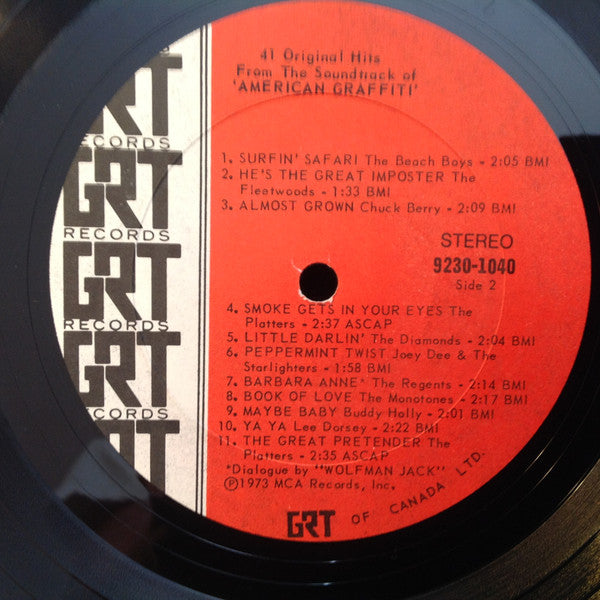 41 Original Hits
From The Soundtrack of
'AMERICAN GRAFFITI'
1. SURFIN' SAFARI The Beach Boys - 2:05 BMI
2. HE'S THE GREAT IMPOSTER The
Fleetwoods - 1:33 BMI
3. ALMOST GROWN Chuck Berry - 2:09 BMI
STEREO
9230-1040
Side 2
4. SMOKE GETS IN YOUR EYES The
Platters - 2:37 ASCAP
5. LITTLE DARLIN' The Diamonds - 2:04 BMI
6. PEPPERMINT TWIST Joey Dee & The
Starlighters - 1:58 BMI
7. BARBARA ANNE* The Regents - 2:14 BMI
8. BOOK OF LOVE The Monotones - 2:17 BMI
9. MAYBE BABY Buddy Holly - 2:01 BMI
10. YA YA Lee Dorsey - 2:22 BMI
11. THE GREAT PRETENDER The
Platters - 2:35 ASCAP
*Dialogue by "WOLFMAN JACK"
Ⓟ1973 MCA Records, Inc.
GRT OF CANADA LTD.
GRT
RECORDS
GRT
RECORDS
GRT
RECORDS
GRT
RECORDS
GRT